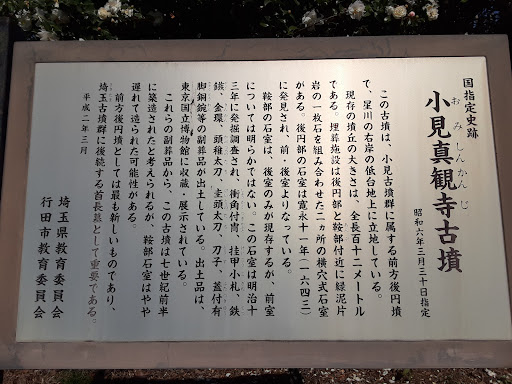 国指定史跡
小見真観寺古墳
おみしんかんじ
昭和六年三月三十日指定
この古墳は、小見古墳群に属する前方後円墳
で、星川の右岸の低台地上に立地している。
現存の墳丘の大きさは、全長百十二メートル
である。埋葬施設は後円部と鞍部付近に緑泥片
岩の一枚石を組み合わせた二ヵ所の横穴式石室
がある。後円部の石室は寛永十一年（一六四三）
に発見され、前・後室よりなっている。
鞍部の石室は、後室のみが現存するが、前室
については明らかではない。この石室は明治十
三年に発掘調査され、衝角付冑、挂甲小札、鉄
鏃、金環、頭椎太刀、圭頭太刀、刀子、蓋付有
脚銅鋺等の副葬品が出土している。出土品は、
東京国立博物館に収蔵・展示されている。
これらの副葬品から、この古墳は七世紀前半
に築造されたと考えられるが、鞍部石室はやや
遅れて造られた可能性がある。
前方後円墳としては最も新しいものであり、
埼玉古墳群に後続する首長墓として重要である。
平成二年三月
埼玉県教育委員会
行田市教育委員会